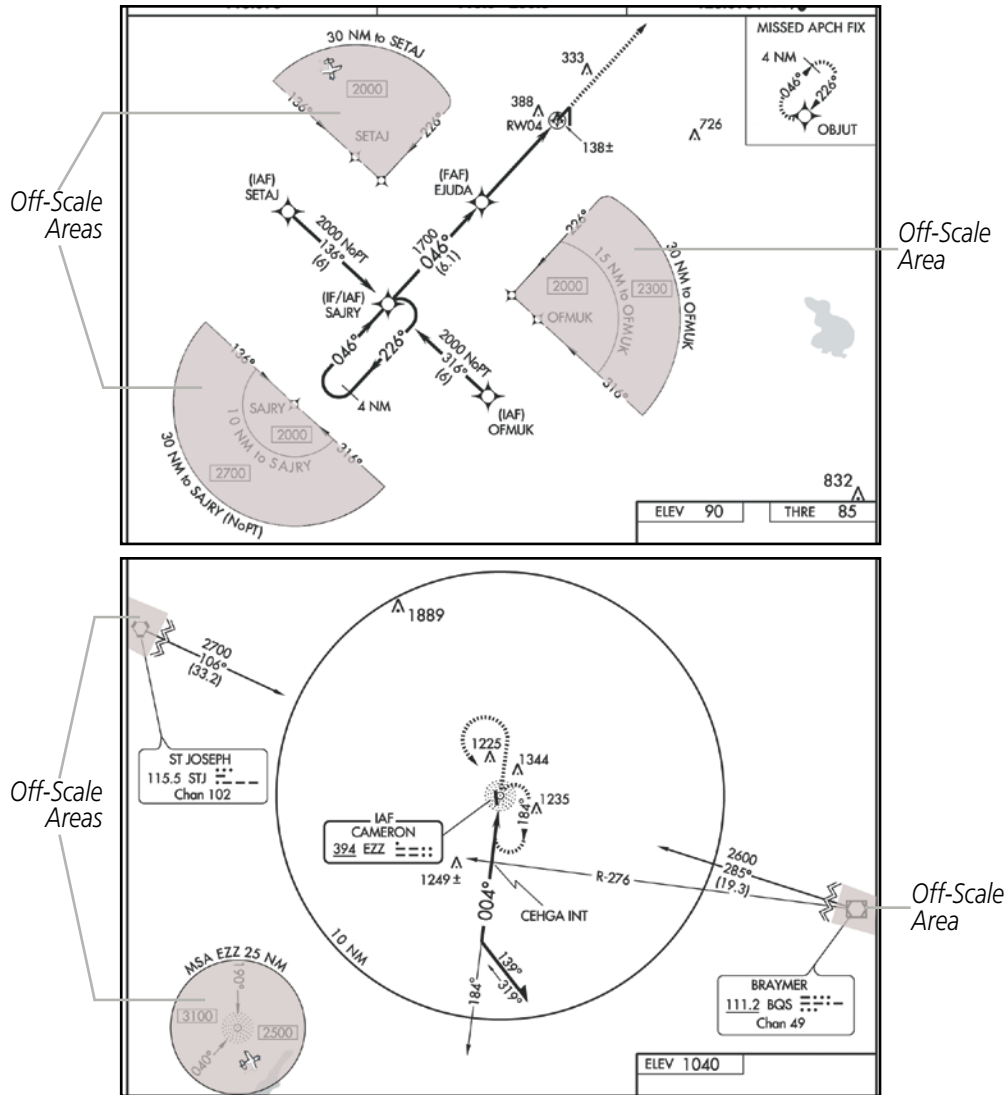 MISSED APCH FIX
4 NM
046°
226°
OBJUT
30 NM to SETAJ
2000
136°
SETAJ
226°
333
388
RW04
138±
726
(IAF)
SETAJ
2000 NoPT
136°
(6)
(FAF)
EJUDA
1700
046°
(6.1)
(IF/IAF)
SAJRY
046°
226°
4 NM
2000 NoPT
316°
(6)
(IAF)
OFMUK
226°
15 NM to OFMUK
30 NM to OFMUK
2000
2300
OFMUK
316°
136°
SAJRY
2000
10 NM to SAJRY
316°
2700
30 NM to SAJRY (NoPT)
832
ELEV 90
THRE 85
Off-Scale
Areas
Off-Scale
Area
1889
2700
106°
(33.2)
ST JOSEPH
115.5 STJ
Chan 102
1225
1344
1235
184°
IAF
CAMERON
394 EZZ
1249 ±
R-276
2600
285°
(19.3)
004°
CEHGA INT
10 NM
139°
319°
184°
MSA EZZ 25 NM
190°
3100
2500
040°
BRAYMER
111.2 BQS
Chan 49
ELEV 1040
Off-Scale
Areas
Off-Scale
Area